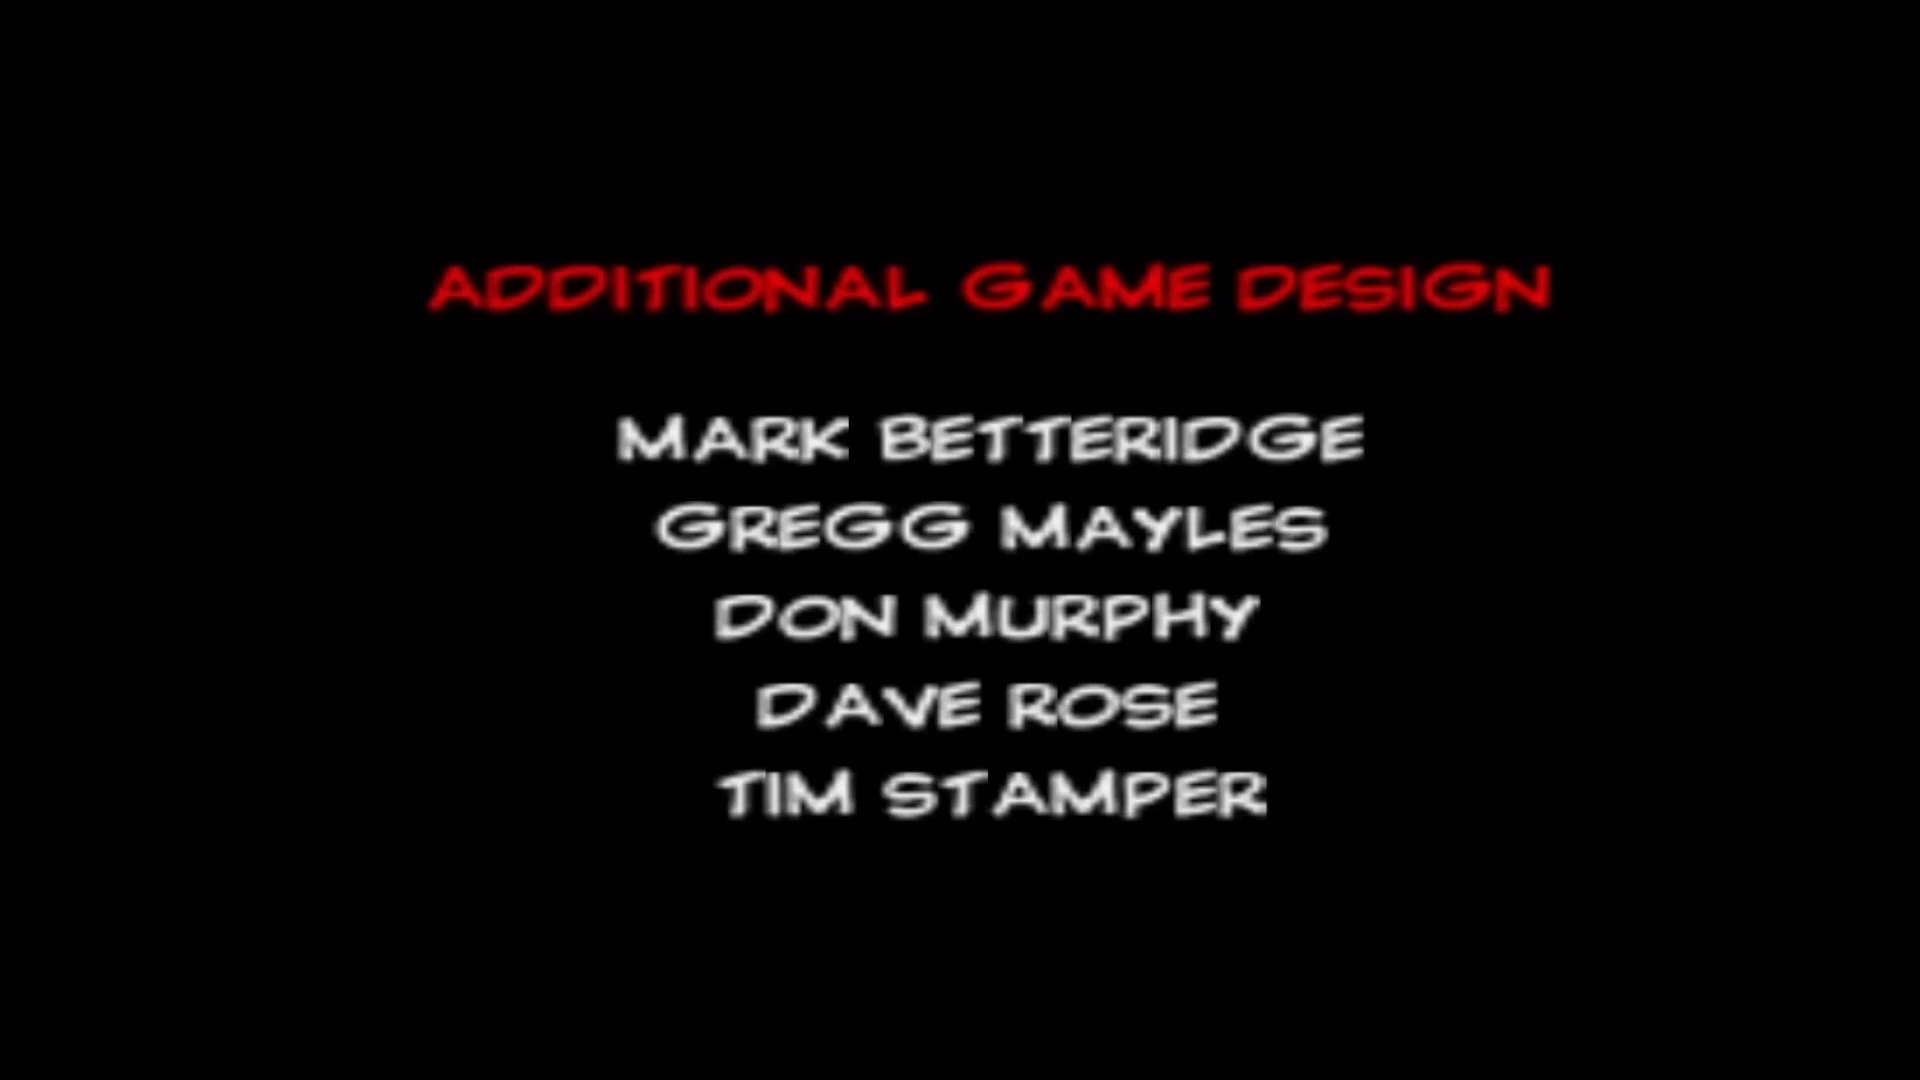 ADDITIONAL GAME DESIGN
MARK BETTERIDGE
GREGG MAYLES
DON MURPHY
DAVE ROSE
TIM STAMPER